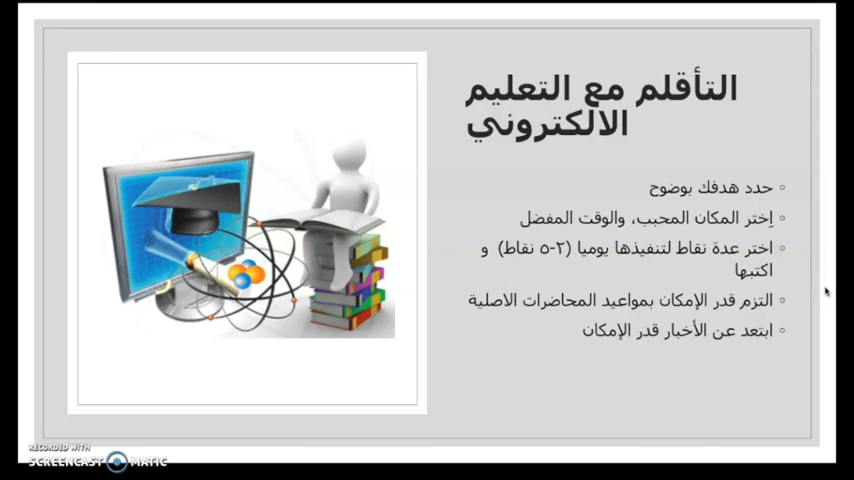 التأقلم مع التعليم
الالكتروني
حدد هدفك بوضوح
إختر المكان المحبب، والوقت المفضل
اختر عدة نقاط لتنفيذها يوميا (٢-٥ نقاط) و
اكتبها
التزم قدر الإمكان بمواعيد المحاضرات الاصلية
ابتعد عن الأخبار قدر الإمكان
RECORDED WITH
SCREENCAST MATIC